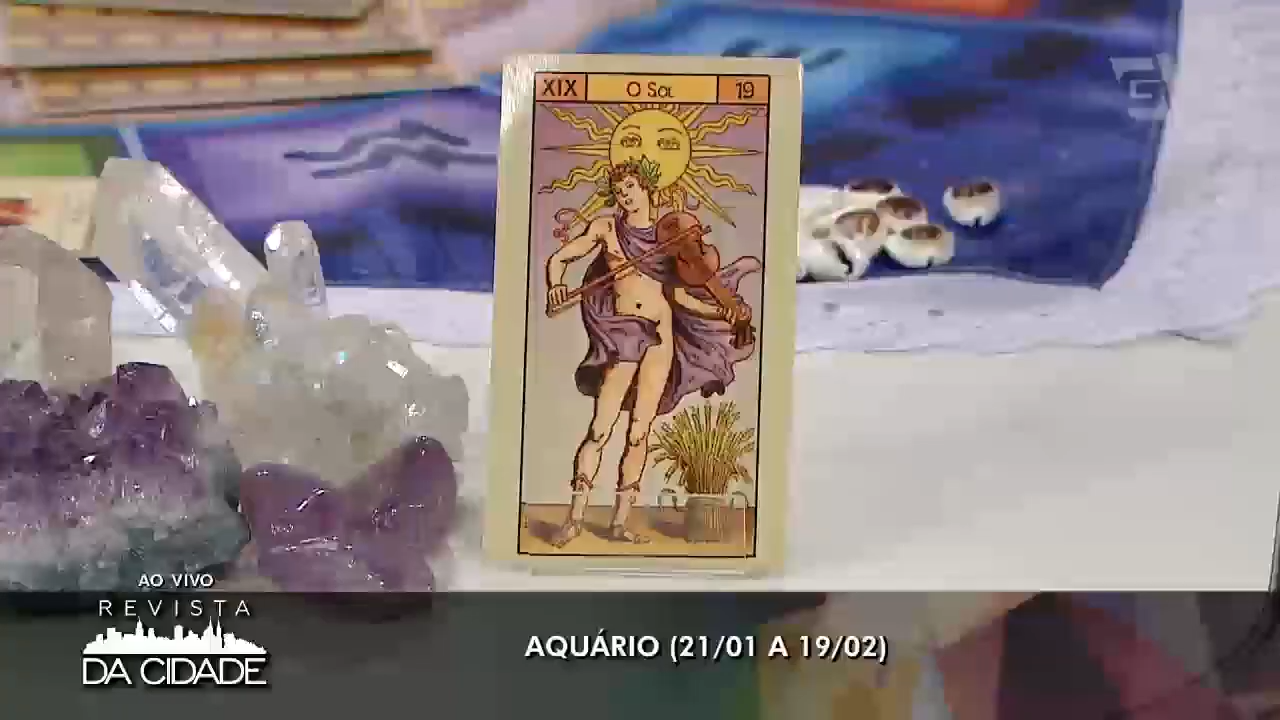 XIX O SOL 19
AO VIVO
REVISTA
DA CIDADE
AQUÁRIO (21/01 A 19/02)